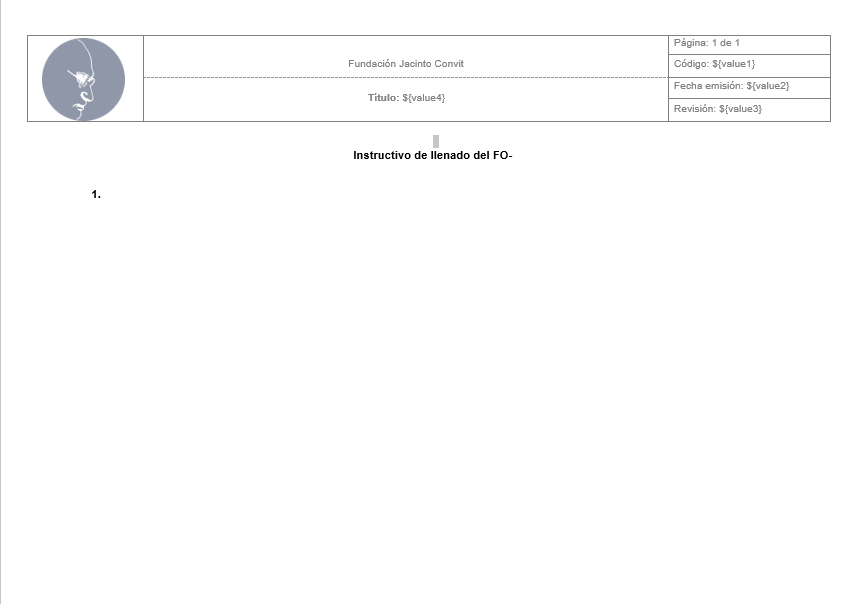 Fundación Jacinto Convit
Título: ${value4}
Página: 1 de 1
Código: ${value1}
Fecha emisión: ${value2}
Revisión: ${value3}
Instructivo de llenado del FO-
1.